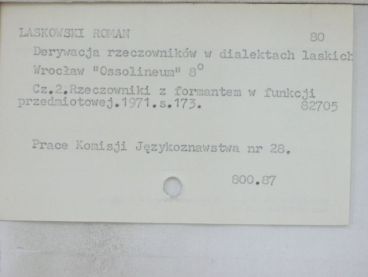 LASKOWSKI ROMAN 80
Derywacja rzeczowników w dialektach laskich
Wrocław "Ossolineum" 8°
Cz.2.Rzeczowniki z formantem w funkcji
przedmiotowej.1971.s.173. 82705
Prace Komisji Językoznawstwa nr 28.
800.87